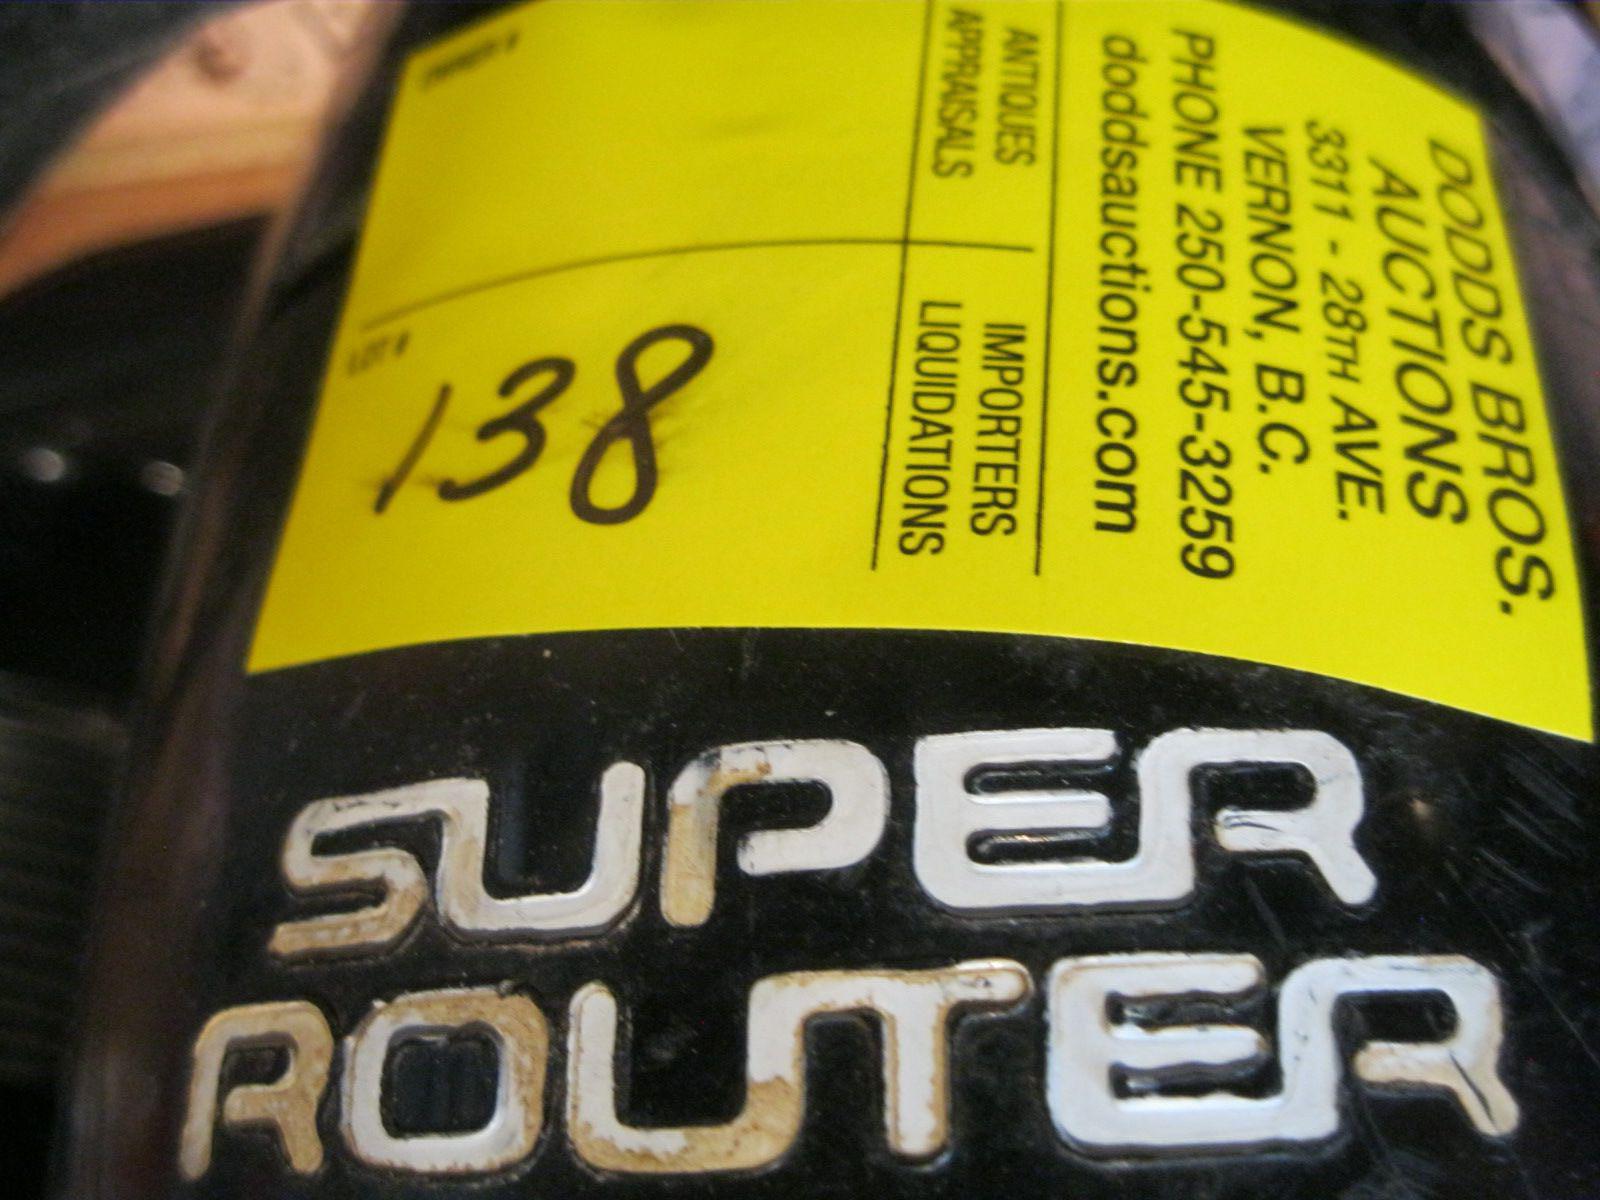 DODDS BROS.
AUCTIONS
3311 - 28TH AVE.
VERNON, B.C.
PHONE 250-545-3259
doddsauctions.com
ANTIQUES
APPRAISALS
IMPORTERS
LIQUIDATIONS
LOT #
138
SUPER
ROUTER